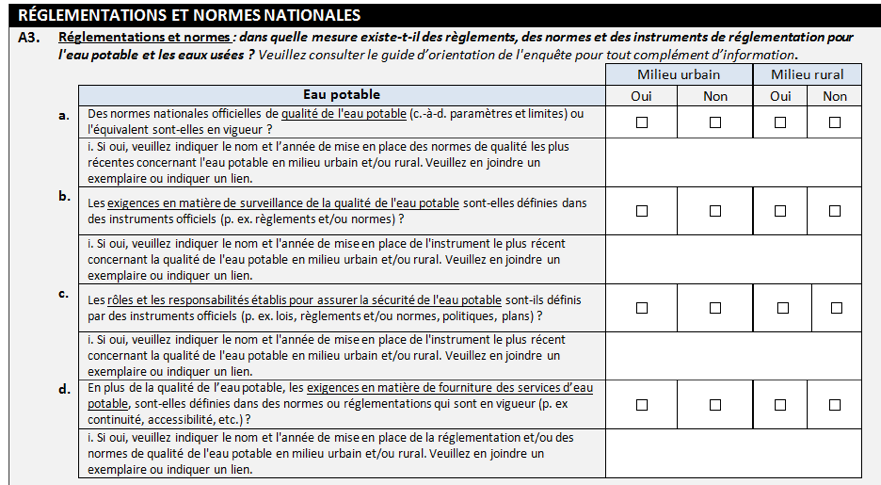 RÉGLEMENTATIONS ET NORMES NATIONALES
A3. Réglementations et normes : dans quelle mesure existe-t-il des règlements, des normes et des instruments de réglementation pour
l'eau potable et les eaux usées ? Veuillez consulter le guide d'orientation de l'enquête pour tout complément d'information.
Milieu urbain Milieu rural
Eau potable Oui Non Oui Non
a. Des normes nationales officielles de qualité de l'eau potable (c.-à-d. paramètres et limites) ou
l'équivalent sont-elles en vigueur ?
☐ ☐ ☐ ☐
i. Si oui, veuillez indiquer le nom et l'année de mise en place des normes de qualité les plus
récentes concernant l'eau potable en milieu urbain et/ou rural. Veuillez en joindre un
exemplaire ou indiquer un lien.
b. Les exigences en matière de surveillance de la qualité de l'eau potable sont-elles définies dans
des instruments officiels (p. ex. règlements et/ou normes) ?
☐ ☐ ☐ ☐
i. Si oui, veuillez indiquer le nom et l'année de mise en place de l'instrument le plus récent
concernant la qualité de l'eau potable en milieu urbain et/ou rural. Veuillez en joindre un
exemplaire ou indiquer un lien.
c. Les rôles et les responsabilités établis pour assurer la sécurité de l'eau potable sont-ils définis
par des instruments officiels (p. ex. lois, règlements et/ou normes, politiques, plans) ?
☐ ☐ ☐ ☐
i. Si oui, veuillez indiquer le nom et l'année de mise en place de l'instrument le plus récent
concernant la qualité de l'eau potable en milieu urbain et/ou rural. Veuillez en joindre un
exemplaire ou indiquer un lien.
d. En plus de la qualité de l'eau potable, les exigences en matière de fourniture des services d'eau
potable, sont-elles définies dans des normes ou réglementations qui sont en vigueur (p. ex
continuité, accessibilité, etc.) ?
☐ ☐ ☐ ☐
i. Si oui, veuillez indiquer le nom et l'année de mise en place de la réglementation et/ou des
normes de qualité de l'eau potable en milieu urbain et/ou rural. Veuillez en joindre un
exemplaire ou indiquer un lien.